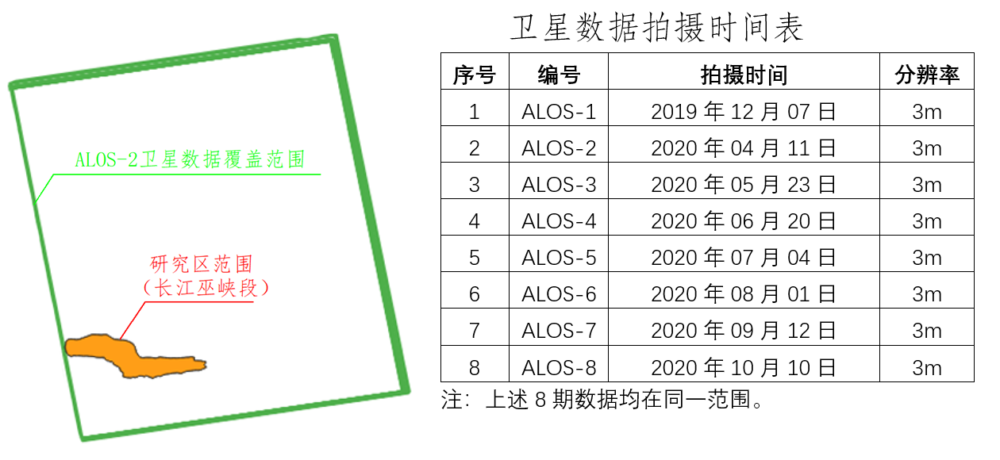 卫星数据拍摄时间表
序号 编号 拍摄时间 分辨率
1 ALOS-1 2019 年 12 月 07 日 3m
2 ALOS-2 2020 年 04 月 11 日 3m
3 ALOS-3 2020 年 05 月 23 日 3m
4 ALOS-4 2020 年 06 月 20 日 3m
5 ALOS-5 2020 年 07 月 04 日 3m
6 ALOS-6 2020 年 08 月 01 日 3m
7 ALOS-7 2020 年 09 月 12 日 3m
8 ALOS-8 2020 年 10 月 10 日 3m
注：上述 8 期数据均在同一范围。
ALOS-2卫星数据覆盖范围
研究区范围
（长江巫峡段）